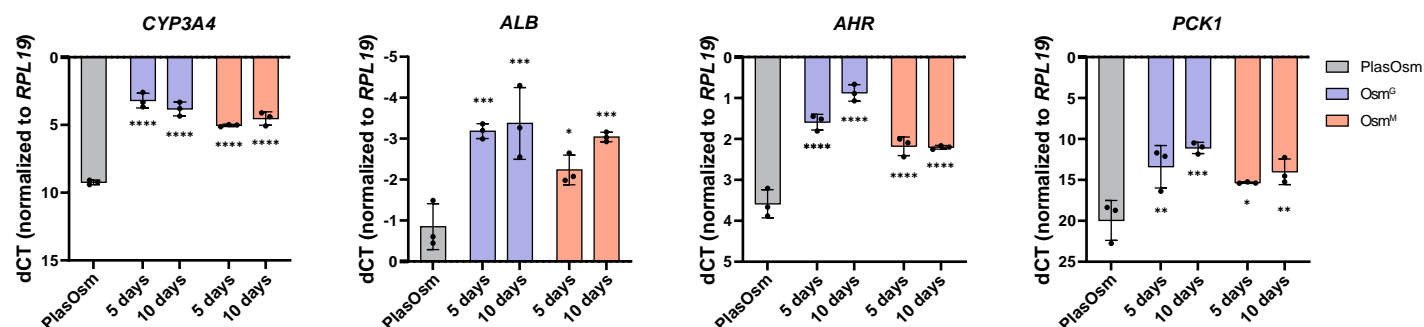 CYP3A4
dCT (normalized to RPL19)
0
5
10
15
****
****
****
****
PlasOsm
5 days
10 days
5 days
10 days
ALB
dCT (normalized to RPL19)
-5
-4
-3
-2
-1
0
***
***
*
***
PlasOsm
5 days
10 days
5 days
10 days
AHR
dCT (normalized to RPL19)
0
1
2
3
4
5
****
****
****
****
PlasOsm
5 days
10 days
5 days
10 days
PCK1
dCT (normalized to RPL19)
0
5
10
15
20
25
**
***
*
**
PlasOsm
5 days
10 days
5 days
10 days
PlasOsm
Osmᴳ
Osmᴹ